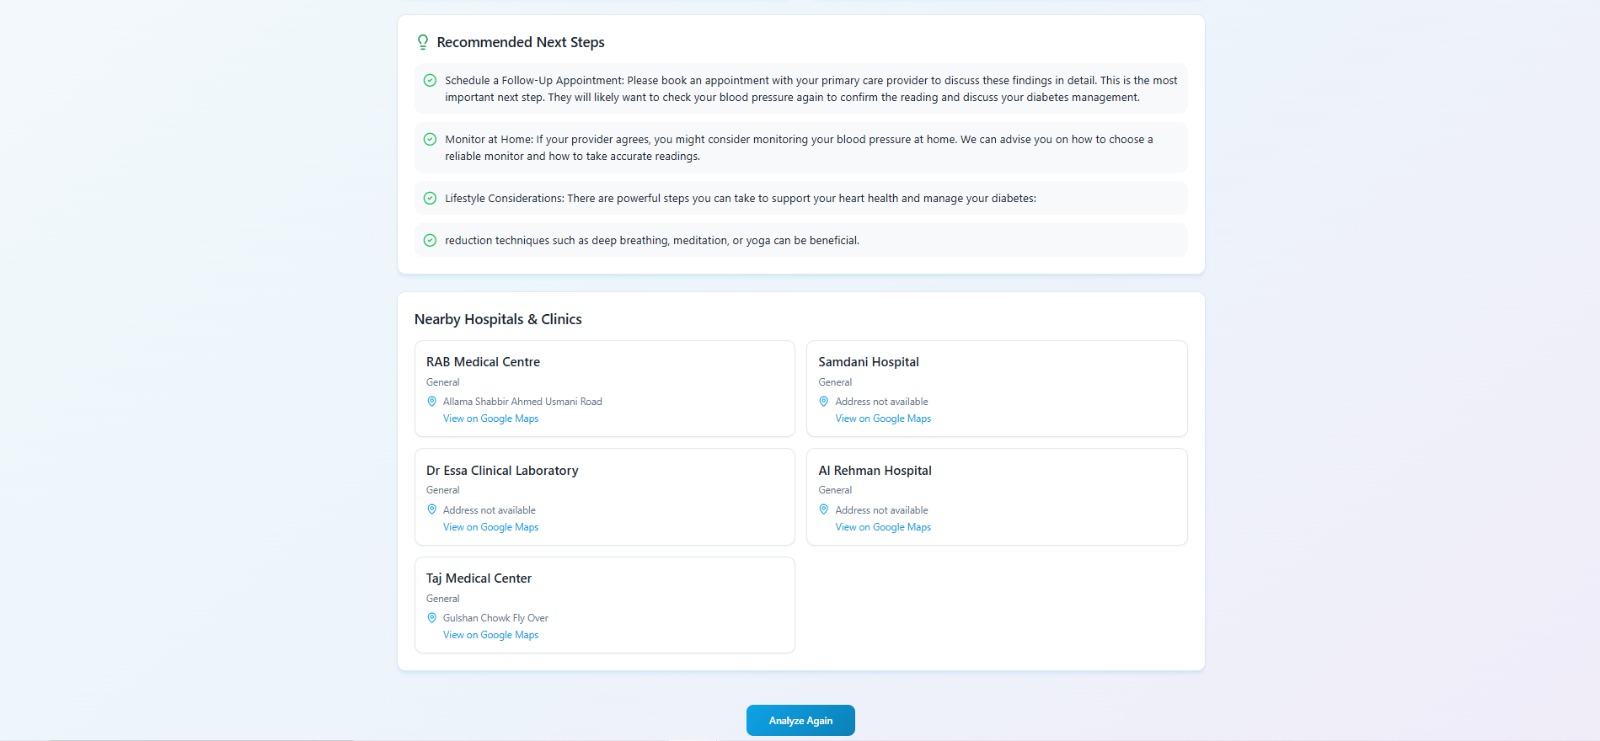 Recommended Next Steps
Schedule a Follow-Up Appointment: Please book an appointment with your primary care provider to discuss these findings in detail. This is the most
important next step. They will likely want to check your blood pressure again to confirm the reading and discuss your diabetes management.
Monitor at Home: If your provider agrees, you might consider monitoring your blood pressure at home. We can advise you on how to choose a
reliable monitor and how to take accurate readings.
Lifestyle Considerations: There are powerful steps you can take to support your heart health and manage your diabetes:
reduction techniques such as deep breathing, meditation, or yoga can be beneficial.
Nearby Hospitals & Clinics
RAB Medical Centre
General
Allama Shabbir Ahmed Usmani Road
View on Google Maps
Samdani Hospital
General
Address not available
View on Google Maps
Dr Essa Clinical Laboratory
General
Address not available
View on Google Maps
Al Rehman Hospital
General
Address not available
View on Google Maps
Taj Medical Center
General
Gulshan Chowk Fly Over
View on Google Maps
Analyze Again